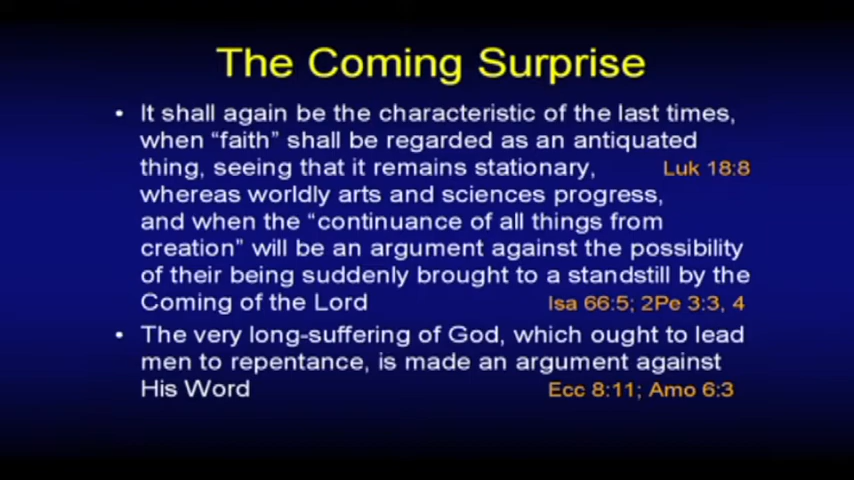 The Coming Surprise
• It shall again be the characteristic of the last times,
when “faith” shall be regarded as an antiquated
thing, seeing that it remains stationary, Luk 18:8
whereas worldly arts and sciences progress,
and when the “continuance of all things from
creation” will be an argument against the possibility
of their being suddenly brought to a standstill by the
Coming of the Lord Isa 66:5; 2Pe 3:3, 4
• The very long-suffering of God, which ought to lead
men to repentance, is made an argument against
His Word Ecc 8:11; Amo 6:3